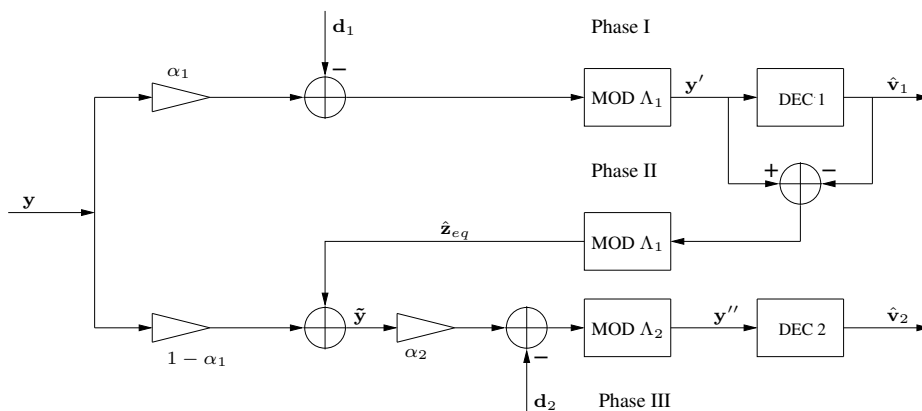 d₁
Phase I
α₁
−
MOD Λ₁
y′
DEC 1
v̂₁
Phase II
+
−
y
ẑ_eq
MOD Λ₁
ỹ
MOD Λ₂
y′′
DEC 2
v̂₂
1 − α₁
α₂
−
d₂
Phase III